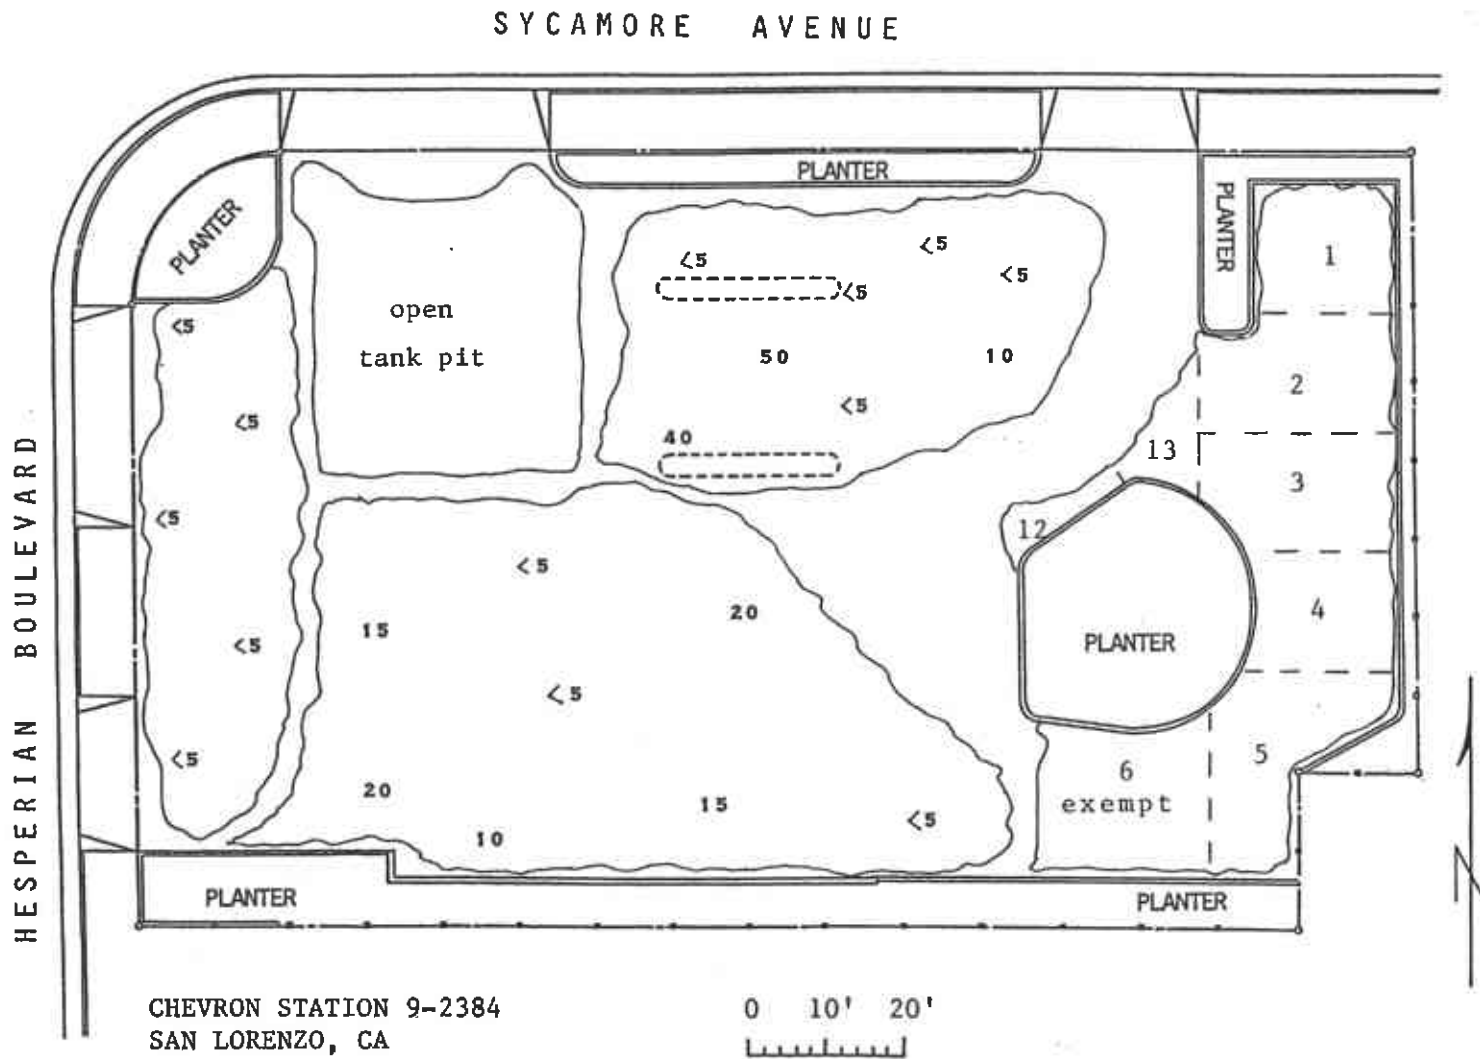 SYCAMORE AVENUE
PLANTER
PLANTER
PLANTER
1
<5
<5
<5
<5
open
tank pit
<5
50
10
2
<5
<5
40
13
3
<5
12
<5
15
20
4
<5
PLANTER
<5
<5
5
6
exempt
20
15
<5
10
HESPERIAN BOULEVARD
PLANTER
PLANTER
N
CHEVRON STATION 9-2384
SAN LORENZO, CA
0 10' 20'